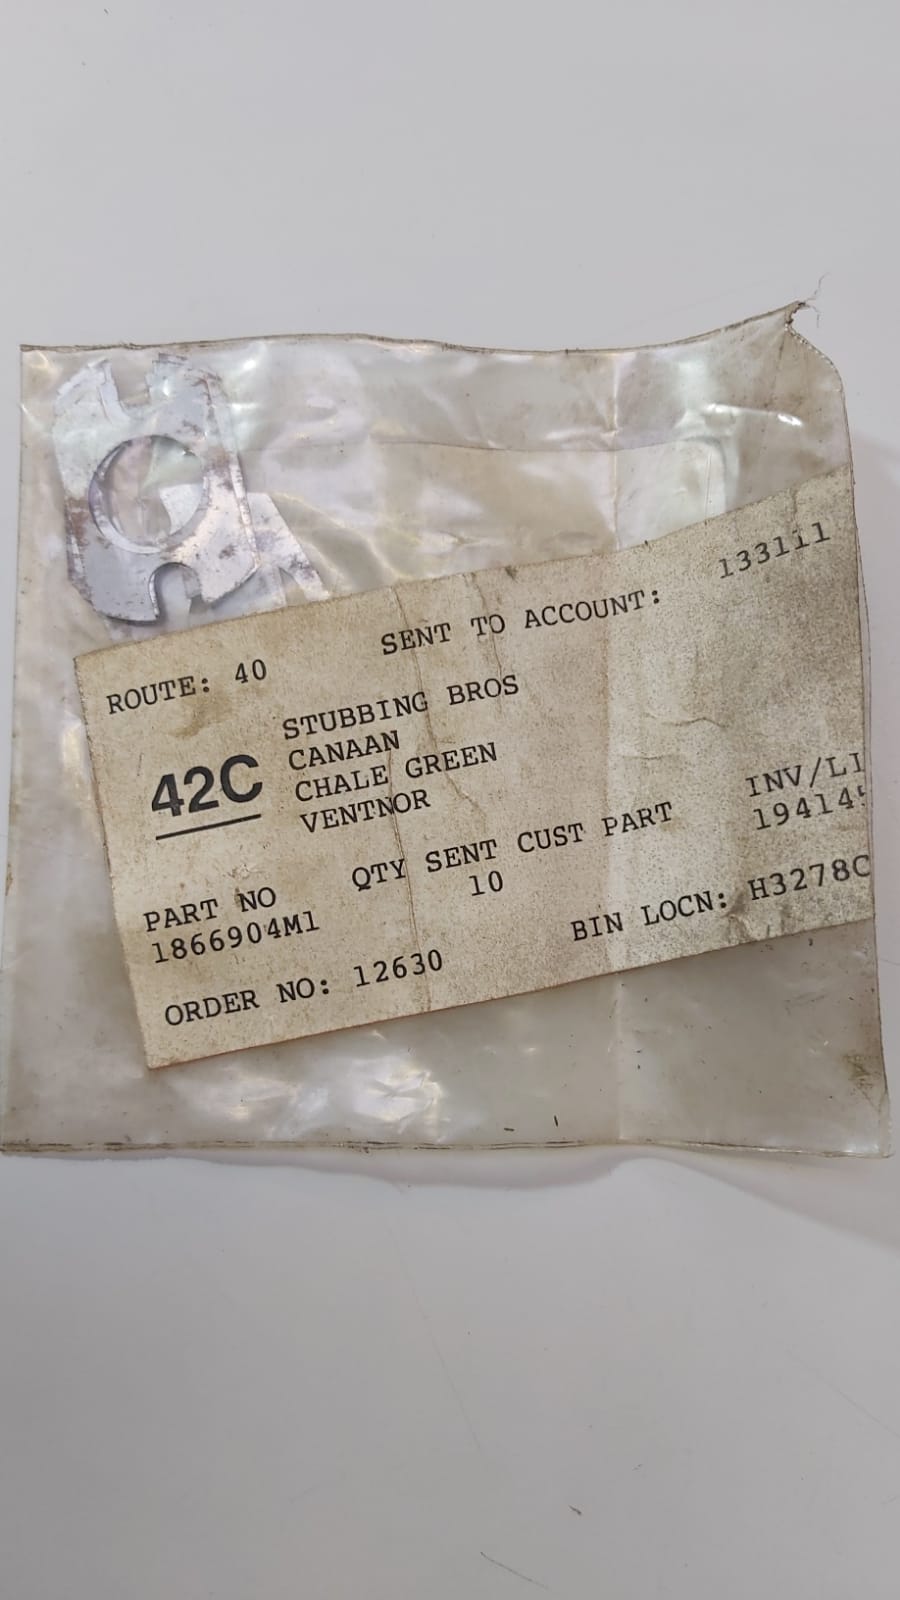 ROUTE: 40 SENT TO ACCOUNT: 133111
42C
STUBBING BROS
CANAAN
CHALE GREEN
VENTNOR
PART NO QTY SENT CUST PART INV/LI
1866904M1 10 19414
ORDER NO: 12630 BIN LOCN: H3278C